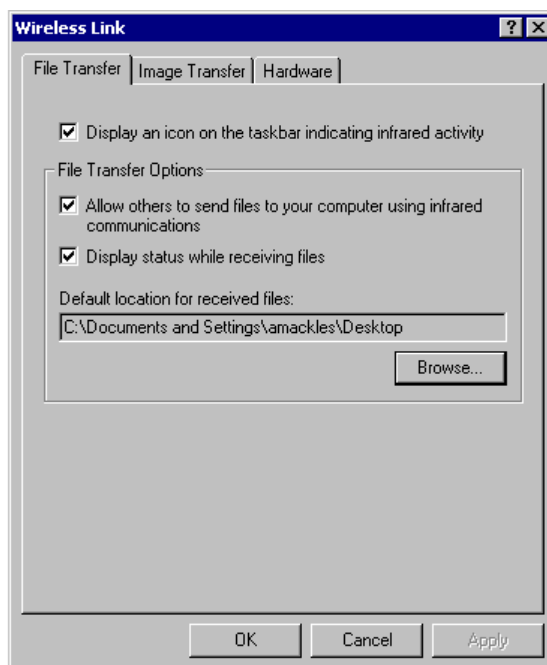 Wireless Link
File Transfer Image Transfer Hardware
Display an icon on the taskbar indicating infrared activity
File Transfer Options
Allow others to send files to your computer using infrared
communications
Display status while receiving files
Default location for received files:
C:\Documents and Settings\amackles\Desktop
Browse...
OK Cancel Apply